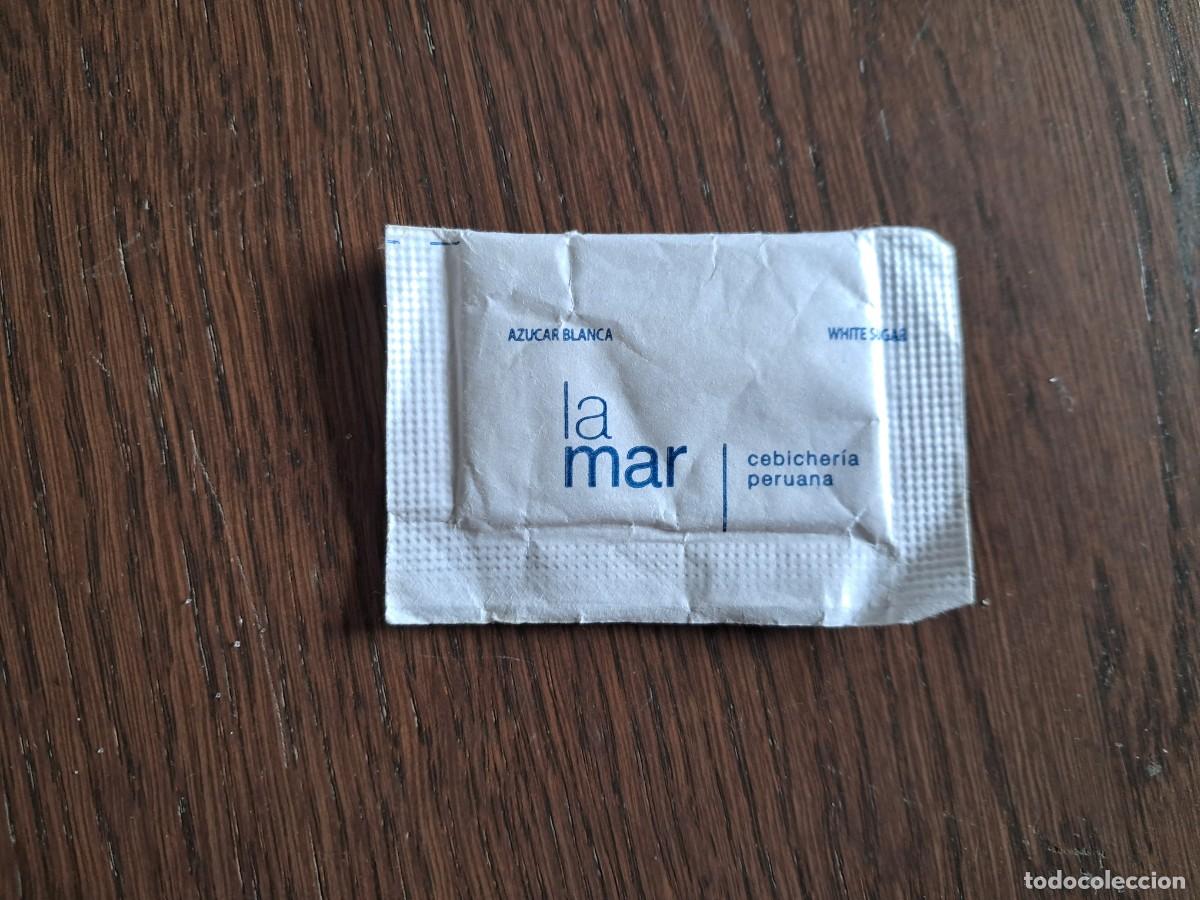 AZUCAR BLANCA
WHITE SUGAR
la
mar
cebichería
peruana
todocoleccion